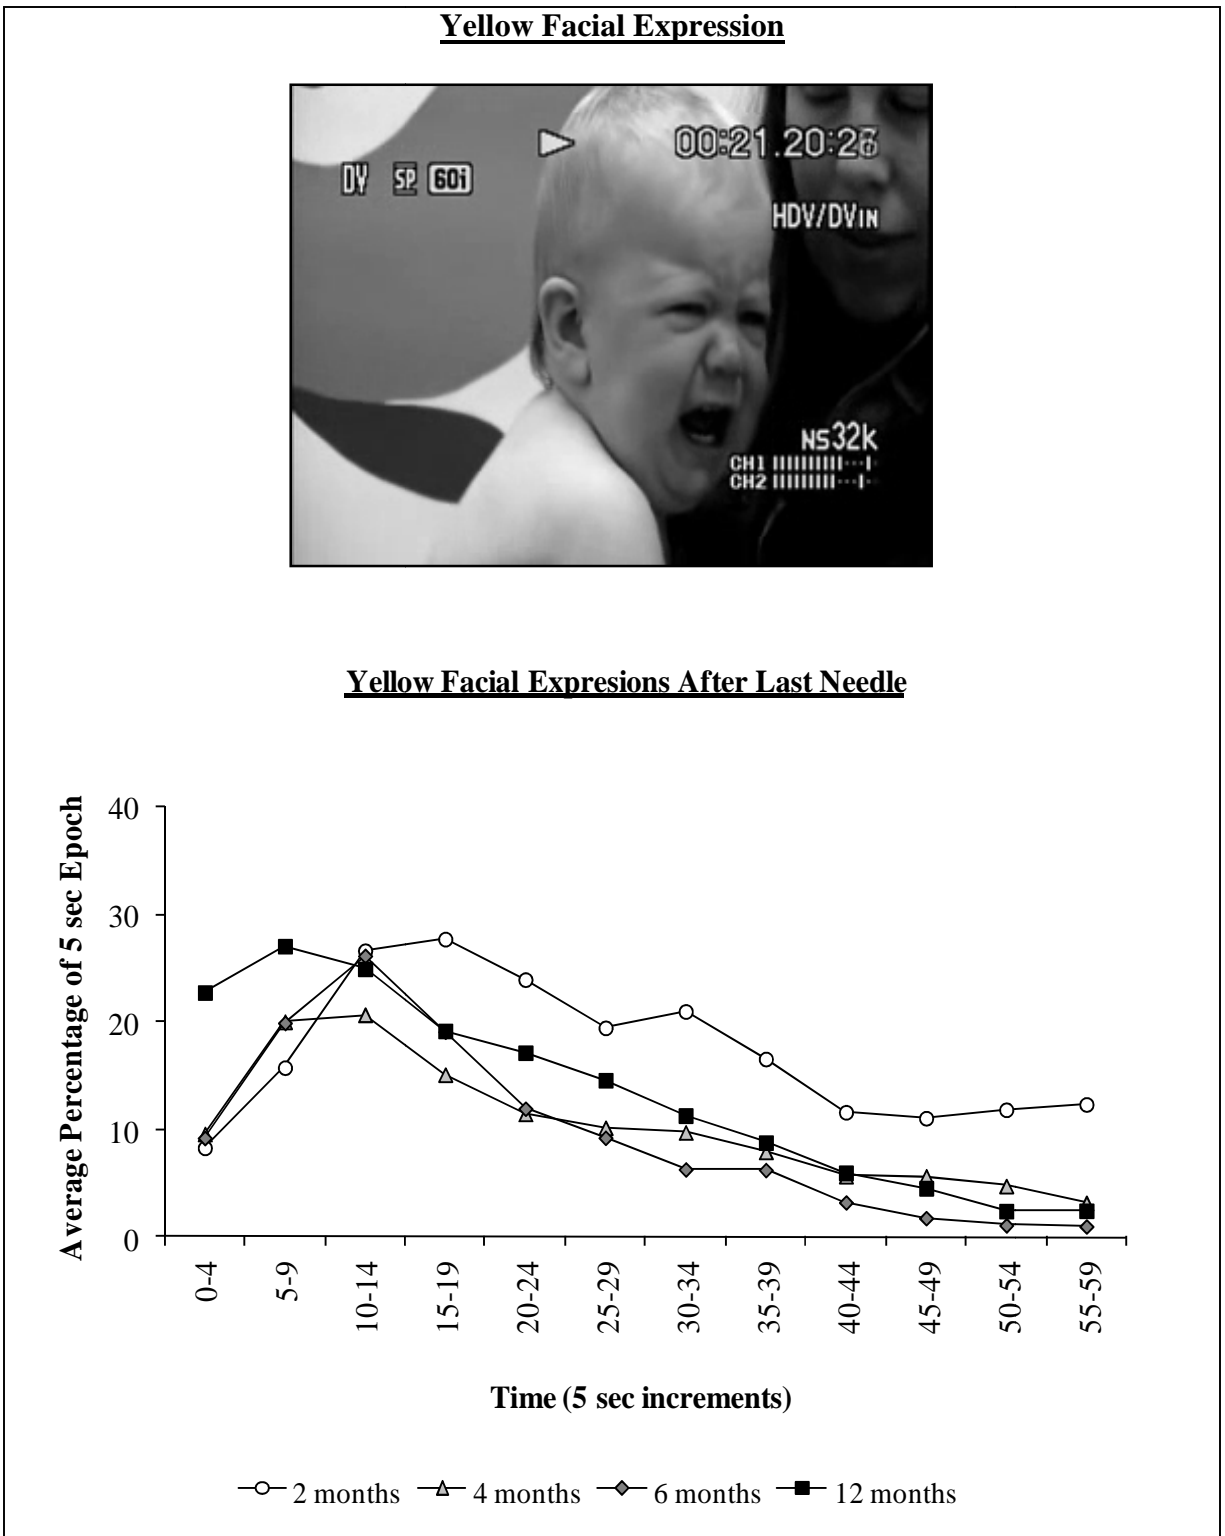 Yellow Facial Expression
00:21.20:26
DV SP 60i
HDV/DVIN
NS32k
CH1
CH2
Yellow Facial Expresions After Last Needle
Average Percentage of 5 sec Epoch
40
30
20
10
0
0-4
5-9
10-14
15-19
20-24
25-29
30-34
35-39
40-44
45-49
50-54
55-59
Time (5 sec increments)
2 months 4 months 6 months 12 months